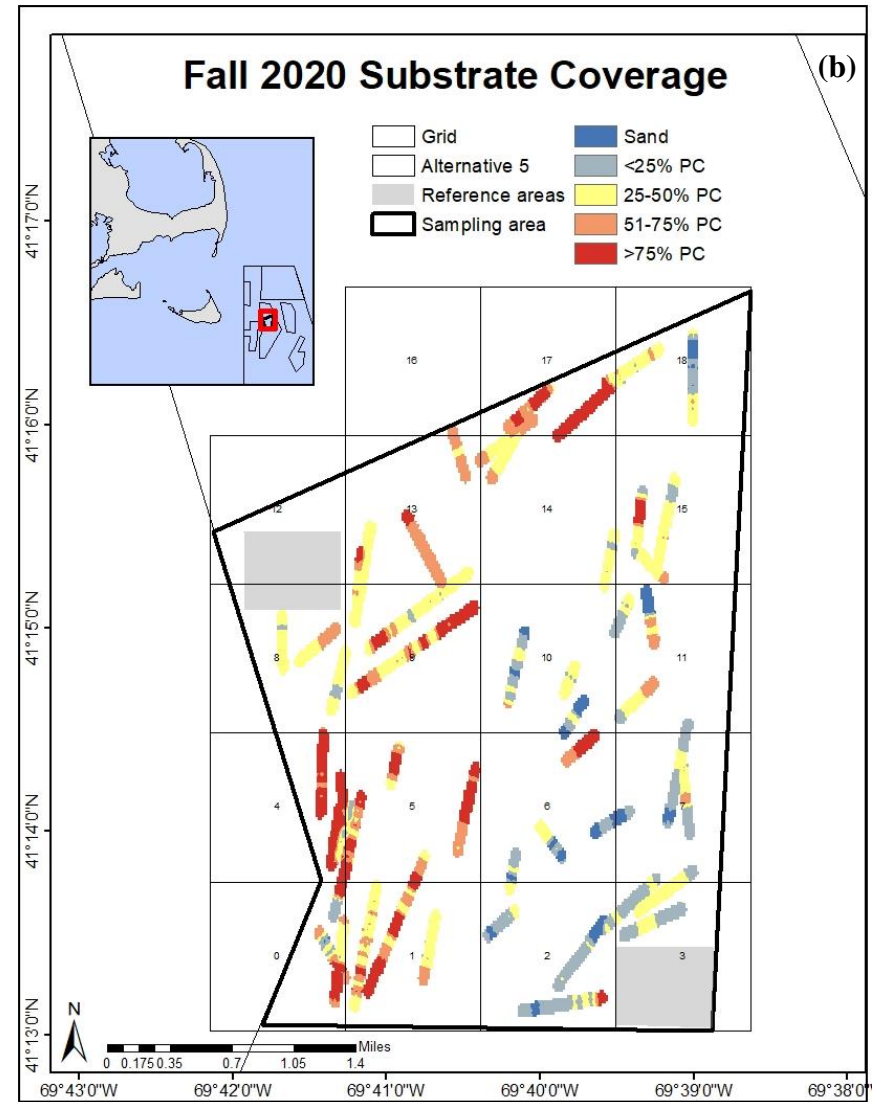 Fall 2020 Substrate Coverage
(b)
Grid
Alternative 5
Reference areas
Sampling area
Sand
<25% PC
25-50% PC
51-75% PC
>75% PC
41°17'0"N
41°16'0"N
41°15'0"N
41°14'0"N
41°13'0"N
16 17 18
12 13 14 15
8 9 10 11
4 5 6 7
0 1 2 3
N
Miles
0 0.175 0.35 0.7 1.05 1.4
69°43'0"W 69°42'0"W 69°41'0"W 69°40'0"W 69°39'0"W 69°38'0"W